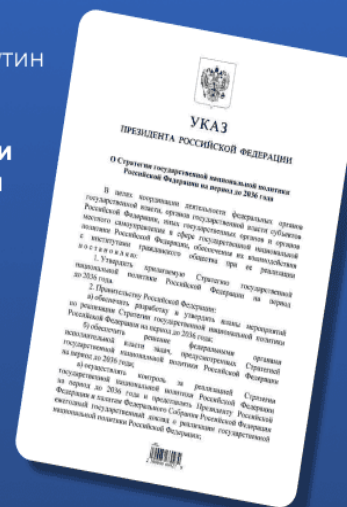 тин
и
УКАЗ
ПРЕЗИДЕНТА РОССИЙСКОЙ ФЕДЕРАЦИИ
О Стратегии государственной национальной политики
Российской Федерации на период до 2036 года
В целях координации деятельности федеральных органов
государственной власти, органов государственной власти субъектов
Российской Федерации, иных государственных органов и органов
местного самоуправления в сфере государственной национальной
политики Российской Федерации, обеспечения их взаимодействия
с институтами гражданского общества при ее реализации
постановляю:
1. Утвердить прилагаемую Стратегию государственной
национальной политики Российской Федерации на период
до 2036 года.
2. Правительству Российской Федерации:
а) обеспечить разработку и утвердить планы мероприятий
по реализации Стратегии государственной национальной политики
Российской Федерации на период до 2036 года;
б) обеспечить решение федеральными органами
исполнительной власти задач, предусмотренных Стратегией
государственной национальной политики Российской Федерации
на период до 2036 года;
в) осуществлять контроль за реализацией Стратегии
государственной национальной политики Российской Федерации
на период до 2036 года и представлять Президенту Российской
Федерации и палатам Федерального Собрания Российской Федерации
ежегодный государственный доклад о реализации государственной
национальной политики Российской Федерации;